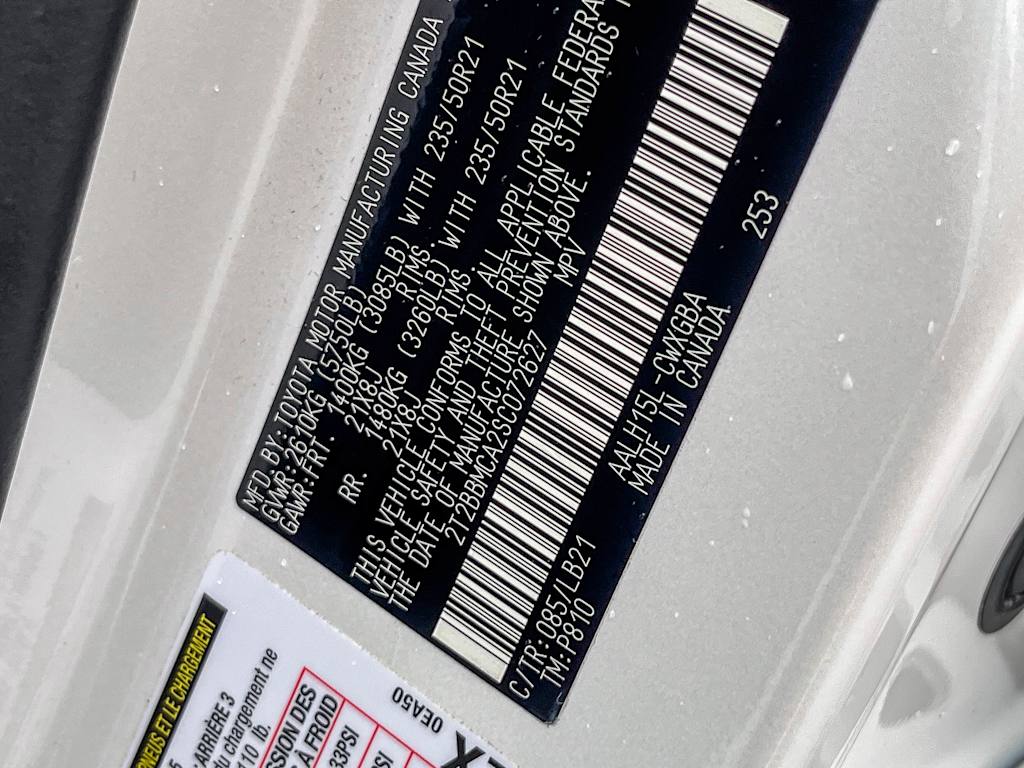 MFD.BY:TOYOTA MOTOR MANUFACTURING CANADA
GVWR:2610KG (5750LB)
GAWR:FRT. 1400KG (3085LB) WITH 235/50R21
21X8J RIMS.
RR. 1480KG (3260LB) WITH 235/50R21
21X8J RIMS.
THIS VEHICLE CONFORMS TO ALL APPLICABLE FEDERA
VEHICLE SAFETY AND THEFT PREVENTION STANDARDS
THE DATE OF MANUFACTURE SHOWN ABOVE.
2T2BBMCA2SC072627 MPV
253
C/TR:085/LB21 AALH15L-CWXGBA
TM:P810 MADE IN CANADA
RNEUS ET LE CHARGEMENT
ARRIÈRE 3
du chargement ne
110 lb.
SSION DES
À FROID
33PSI
0EA50